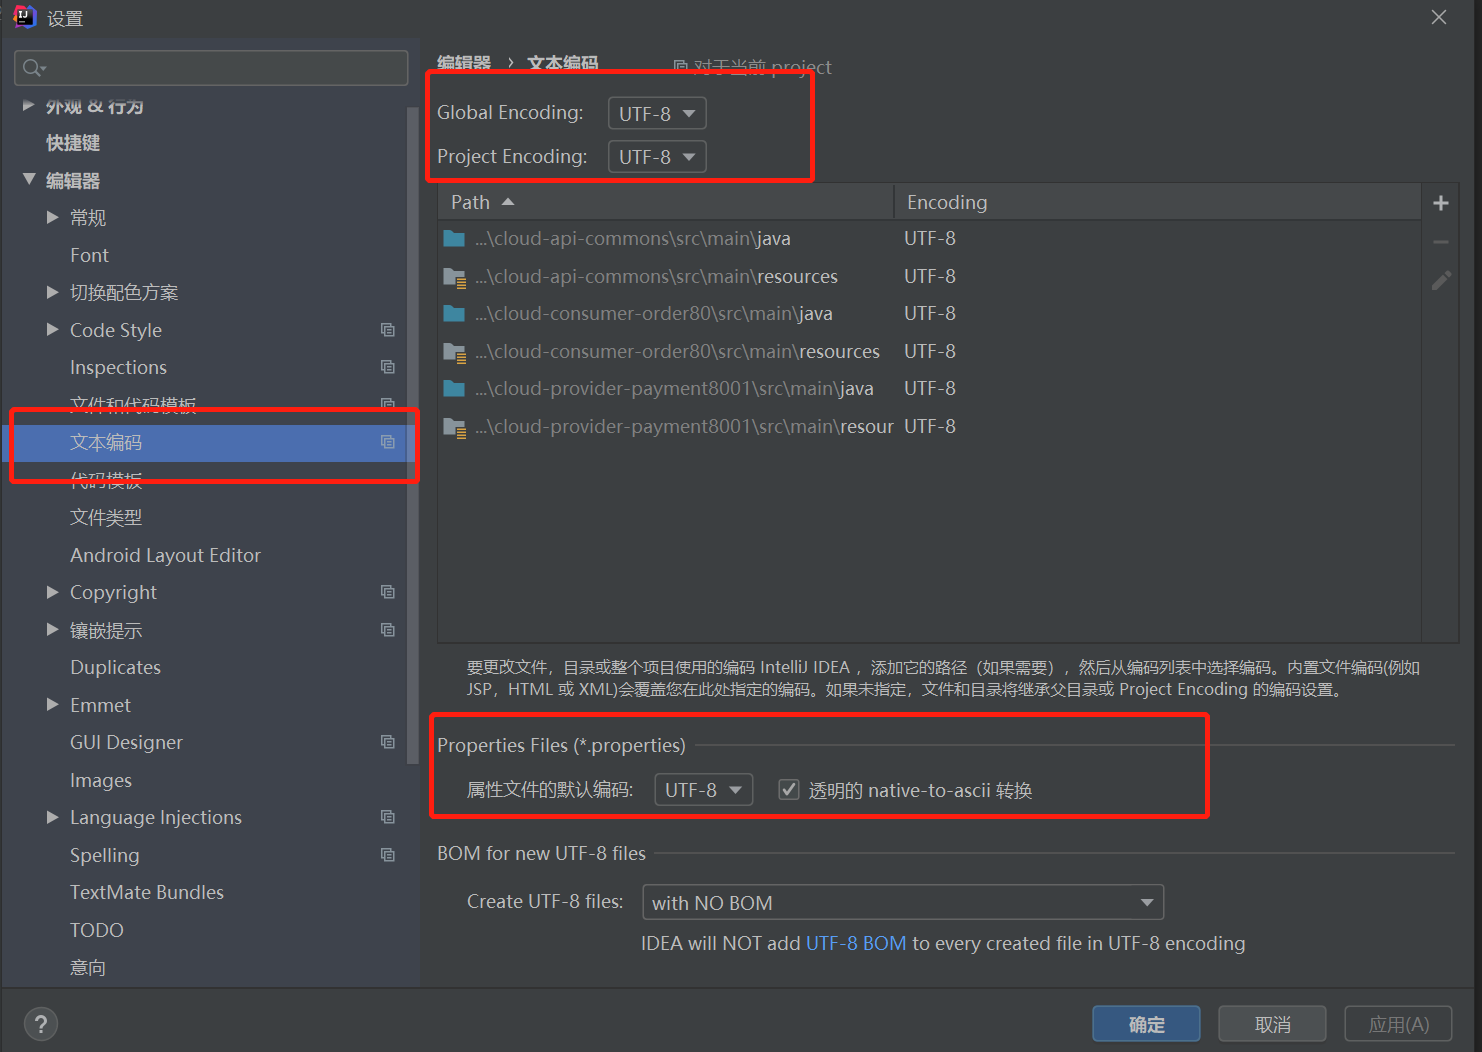 设置
外观 & 行为
快捷键
编辑器
常规
Font
切换配色方案
Code Style
Inspections
文件和代码模板
文本编码
代码模板
文件类型
Android Layout Editor
Copyright
镶嵌提示
Duplicates
Emmet
GUI Designer
Images
Language Injections
Spelling
TextMate Bundles
TODO
意向
编辑器 › 文本编码 对于当前 project
Global Encoding: UTF-8
Project Encoding: UTF-8
Path Encoding
...\cloud-api-commons\src\main\java UTF-8
...\cloud-api-commons\src\main\resources UTF-8
...\cloud-consumer-order80\src\main\java UTF-8
...\cloud-consumer-order80\src\main\resources UTF-8
...\cloud-provider-payment8001\src\main\java UTF-8
...\cloud-provider-payment8001\src\main\resour UTF-8
要更改文件，目录或整个项目使用的编码 IntelliJ IDEA ，添加它的路径（如果需要），然后从编码列表中选择编码。内置文件编码(例如
JSP，HTML 或 XML)会覆盖您在此处指定的编码。如果未指定，文件和目录将继承父目录或 Project Encoding 的编码设置。
Properties Files (*.properties)
属性文件的默认编码: UTF-8 透明的 native-to-ascii 转换
BOM for new UTF-8 files
Create UTF-8 files: with NO BOM
IDEA will NOT add UTF-8 BOM to every created file in UTF-8 encoding
? 确定 取消 应用(A)